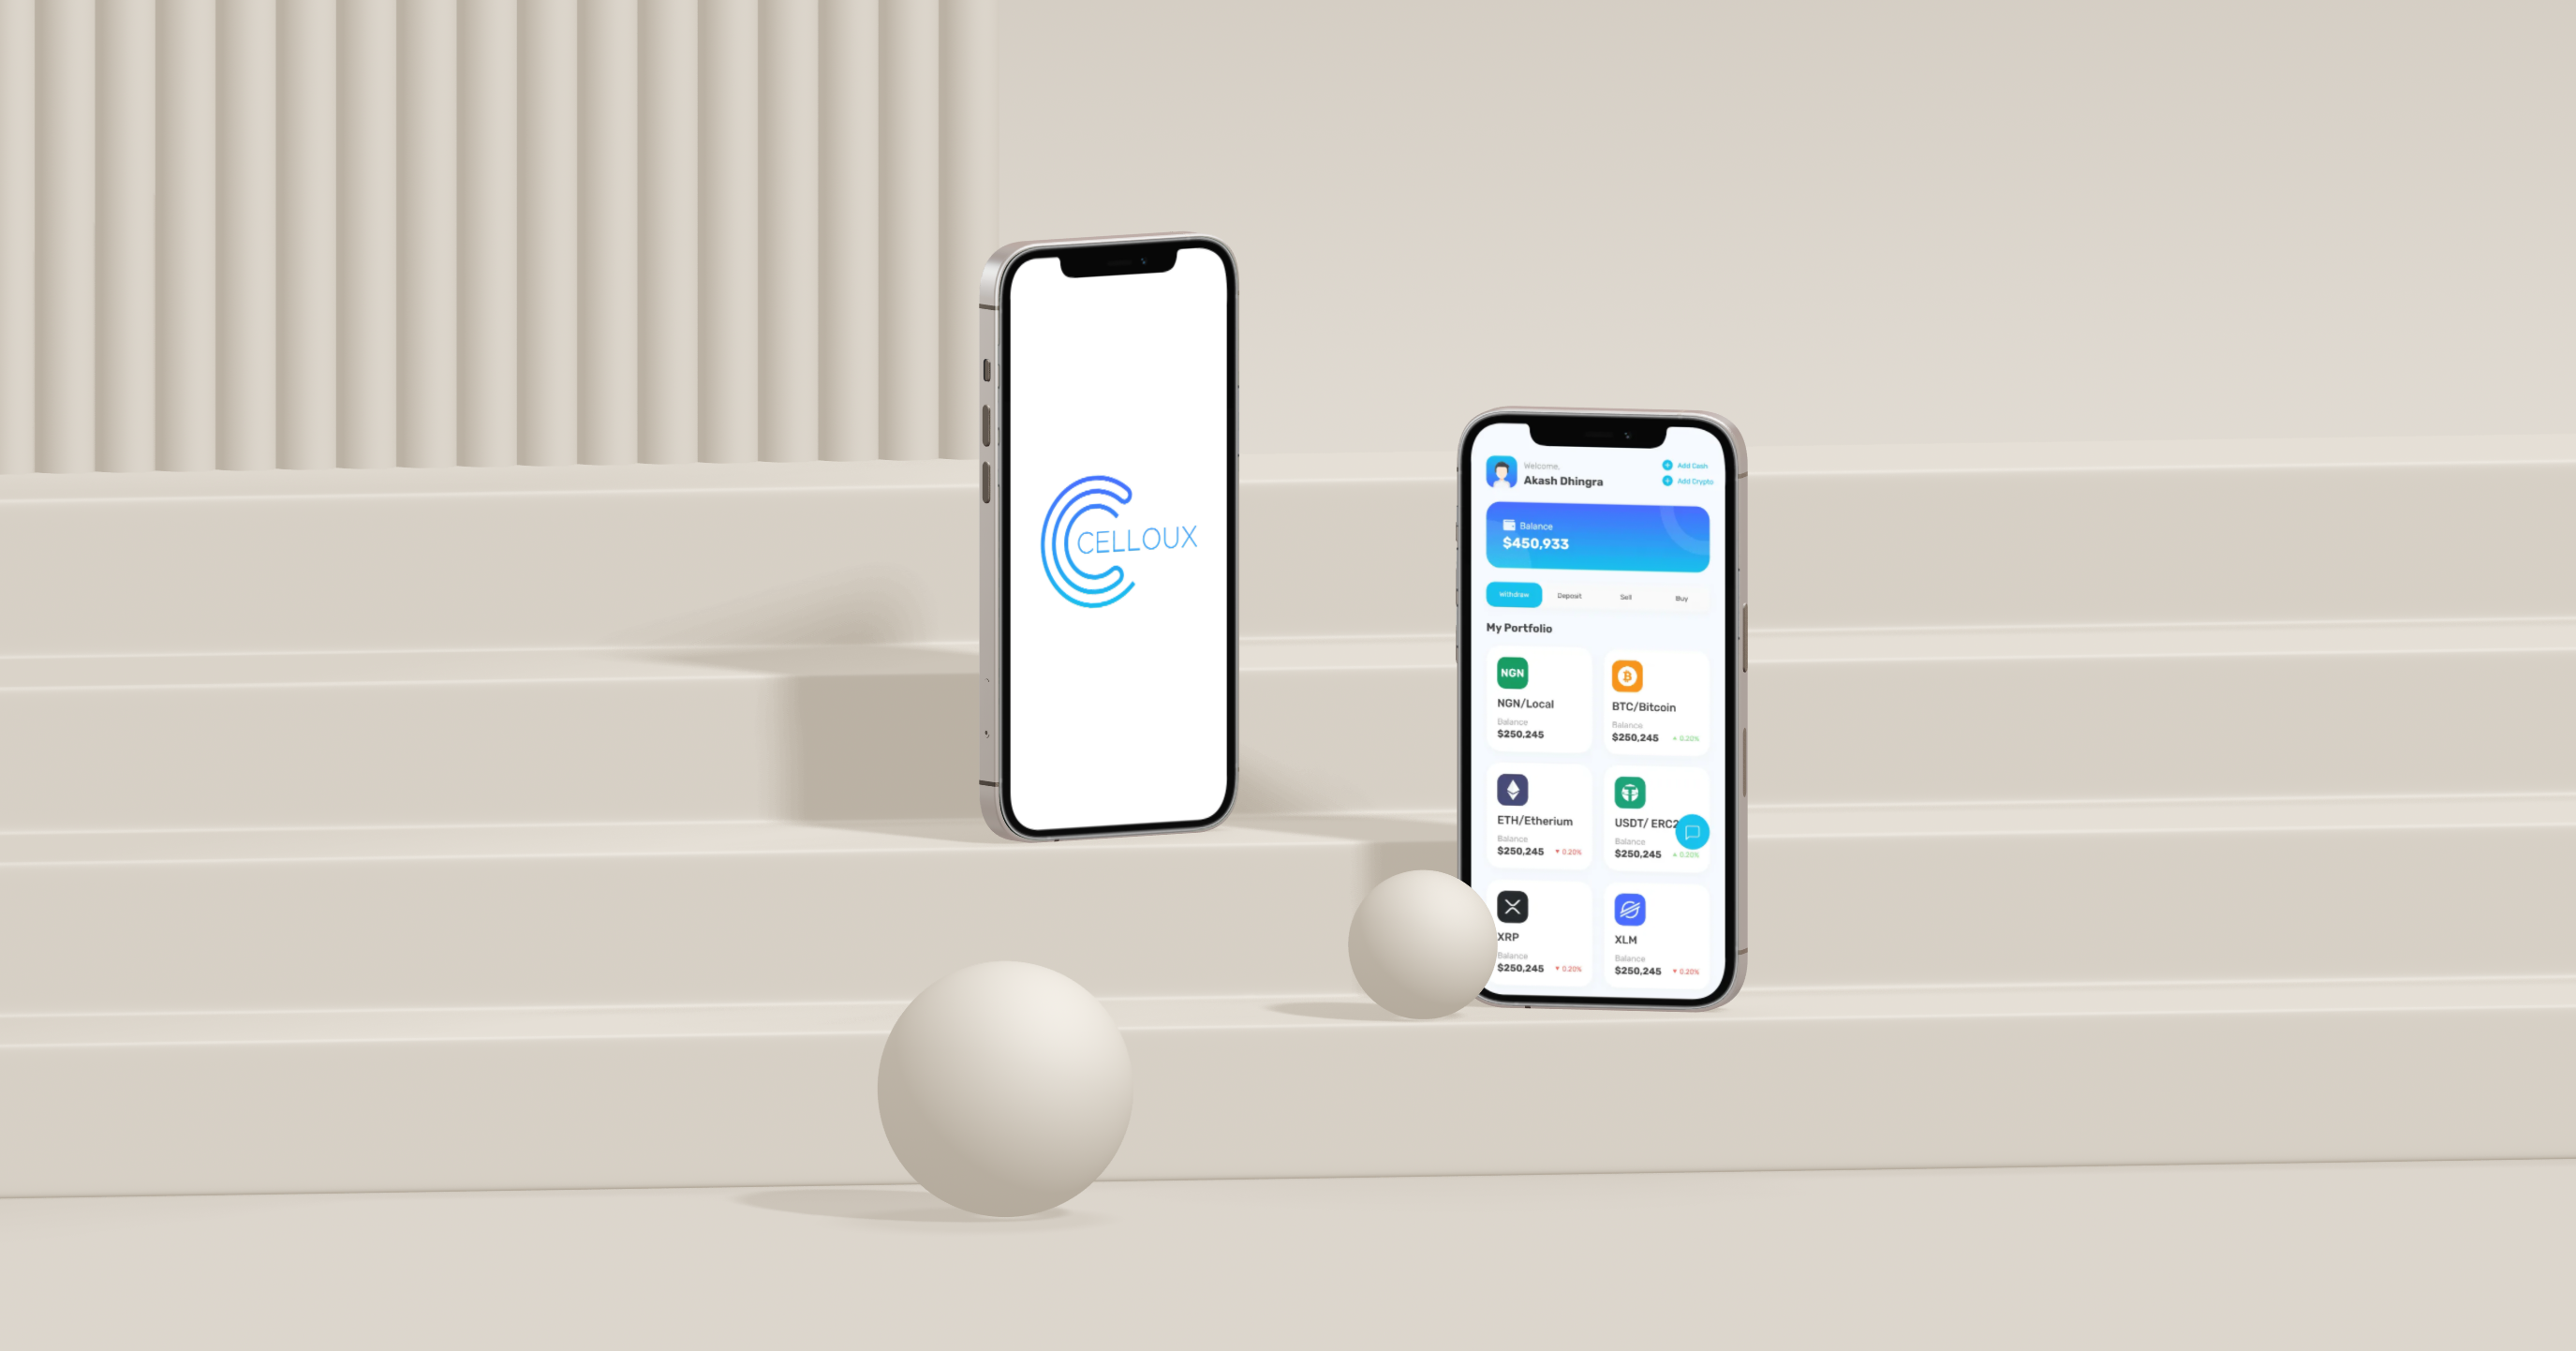 CELLOUX
Welcome,
Akash Dhingra
Add Cash
Add Crypto
Balance
$450,933
Withdraw Deposit Sell Buy
My Portfolio
NGN
NGN/Local
Balance
$250,245
BTC/Bitcoin
Balance
$250,245 0.20%
ETH/Etherium
Balance
$250,245 0.20%
USDT/ ERC2
Balance
$250,245 0.20%
XRP
Balance
$250,245 0.20%
XLM
Balance
$250,245 0.20%